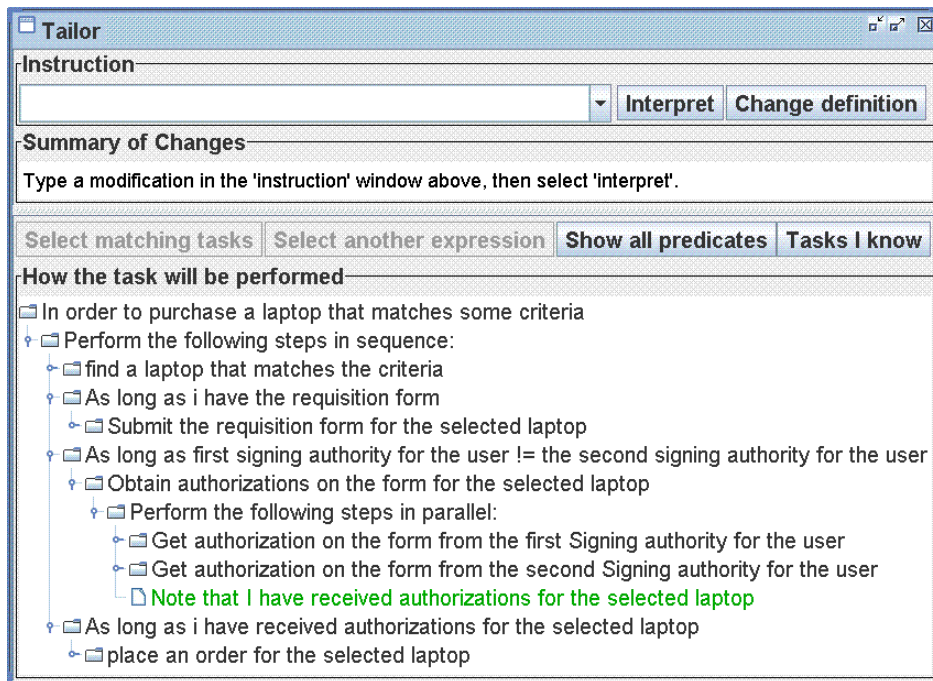 Tailor
Instruction
Interpret Change definition
Summary of Changes
Type a modification in the 'instruction' window above, then select 'interpret'.
Select matching tasks Select another expression Show all predicates Tasks I know
How the task will be performed
In order to purchase a laptop that matches some criteria
Perform the following steps in sequence:
find a laptop that matches the criteria
As long as i have the requisition form
Submit the requisition form for the selected laptop
As long as first signing authority for the user != the second signing authority for the user
Obtain authorizations on the form for the selected laptop
Perform the following steps in parallel:
Get authorization on the form from the first Signing authority for the user
Get authorization on the form from the second Signing authority for the user
Note that I have received authorizations for the selected laptop
As long as i have received authorizations for the selected laptop
place an order for the selected laptop